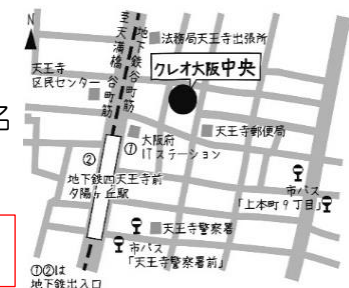 N
至天満橋
地下鉄谷町線
谷町筋
法務局天王寺出張所
クレオ大阪中央
天王寺
区民センター
名
①
大阪府
ITステーション
天王寺郵便局
②
地下鉄四天王寺前
夕陽ヶ丘駅
市バス
「上本町9丁目」
天王寺警察署
市バス
「天王寺警察署前」
①②は
地下鉄出入口